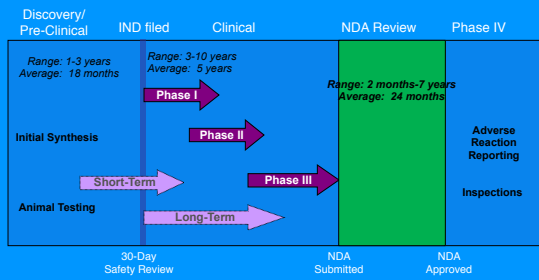 Discovery/
Pre-Clinical
IND filed
Clinical
NDA Review
Phase IV
Range: 1-3 years
Average: 18 months
Range: 3-10 years
Average: 5 years
Range: 2 months-7 years
Average: 24 months
Phase I
Phase II
Phase III
Initial Synthesis
Short-Term
Animal Testing
Long-Term
Adverse
Reaction
Reporting
Inspections
30-Day
Safety Review
NDA
Submitted
NDA
Approved